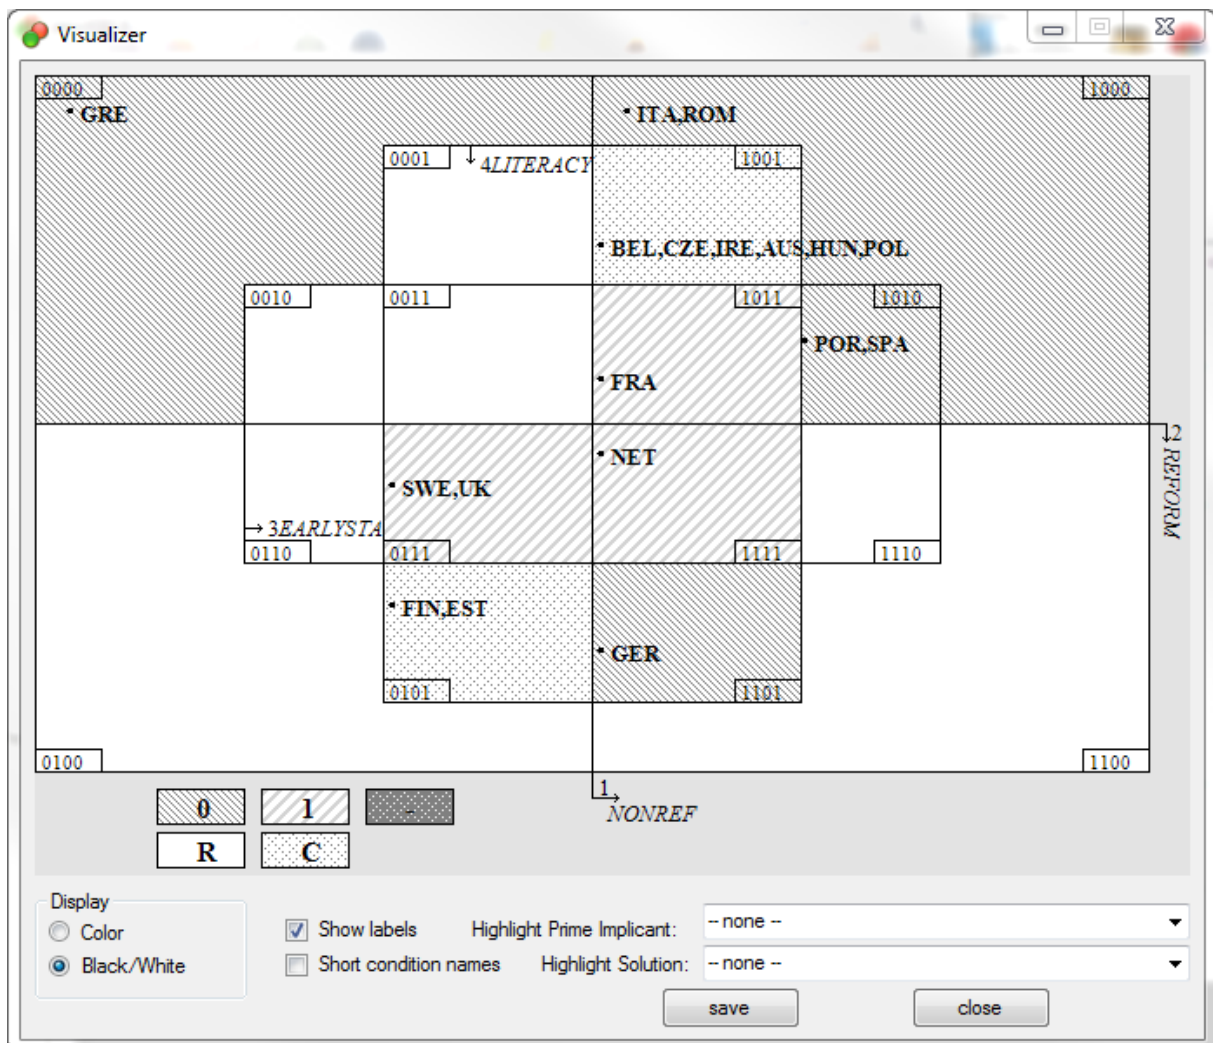 Visualizer
0000 1000
GRE ITA,ROM
0001 4LITERACY 1001
BEL,CZE,IRE,AUS,HUN,POL
0010 0011 1011 1010
POR,SPA
FRA
2 REFORM
NET
SWE,UK
3EARLYSTA
0110 0111 1111 1110
FIN,EST
GER
0101 1101
0100 1100
1
NONREF
0 1 -
R C
Display
Color
Black/White
Show labels
Short condition names
Highlight Prime Implicant: -- none --
Highlight Solution: -- none --
save close